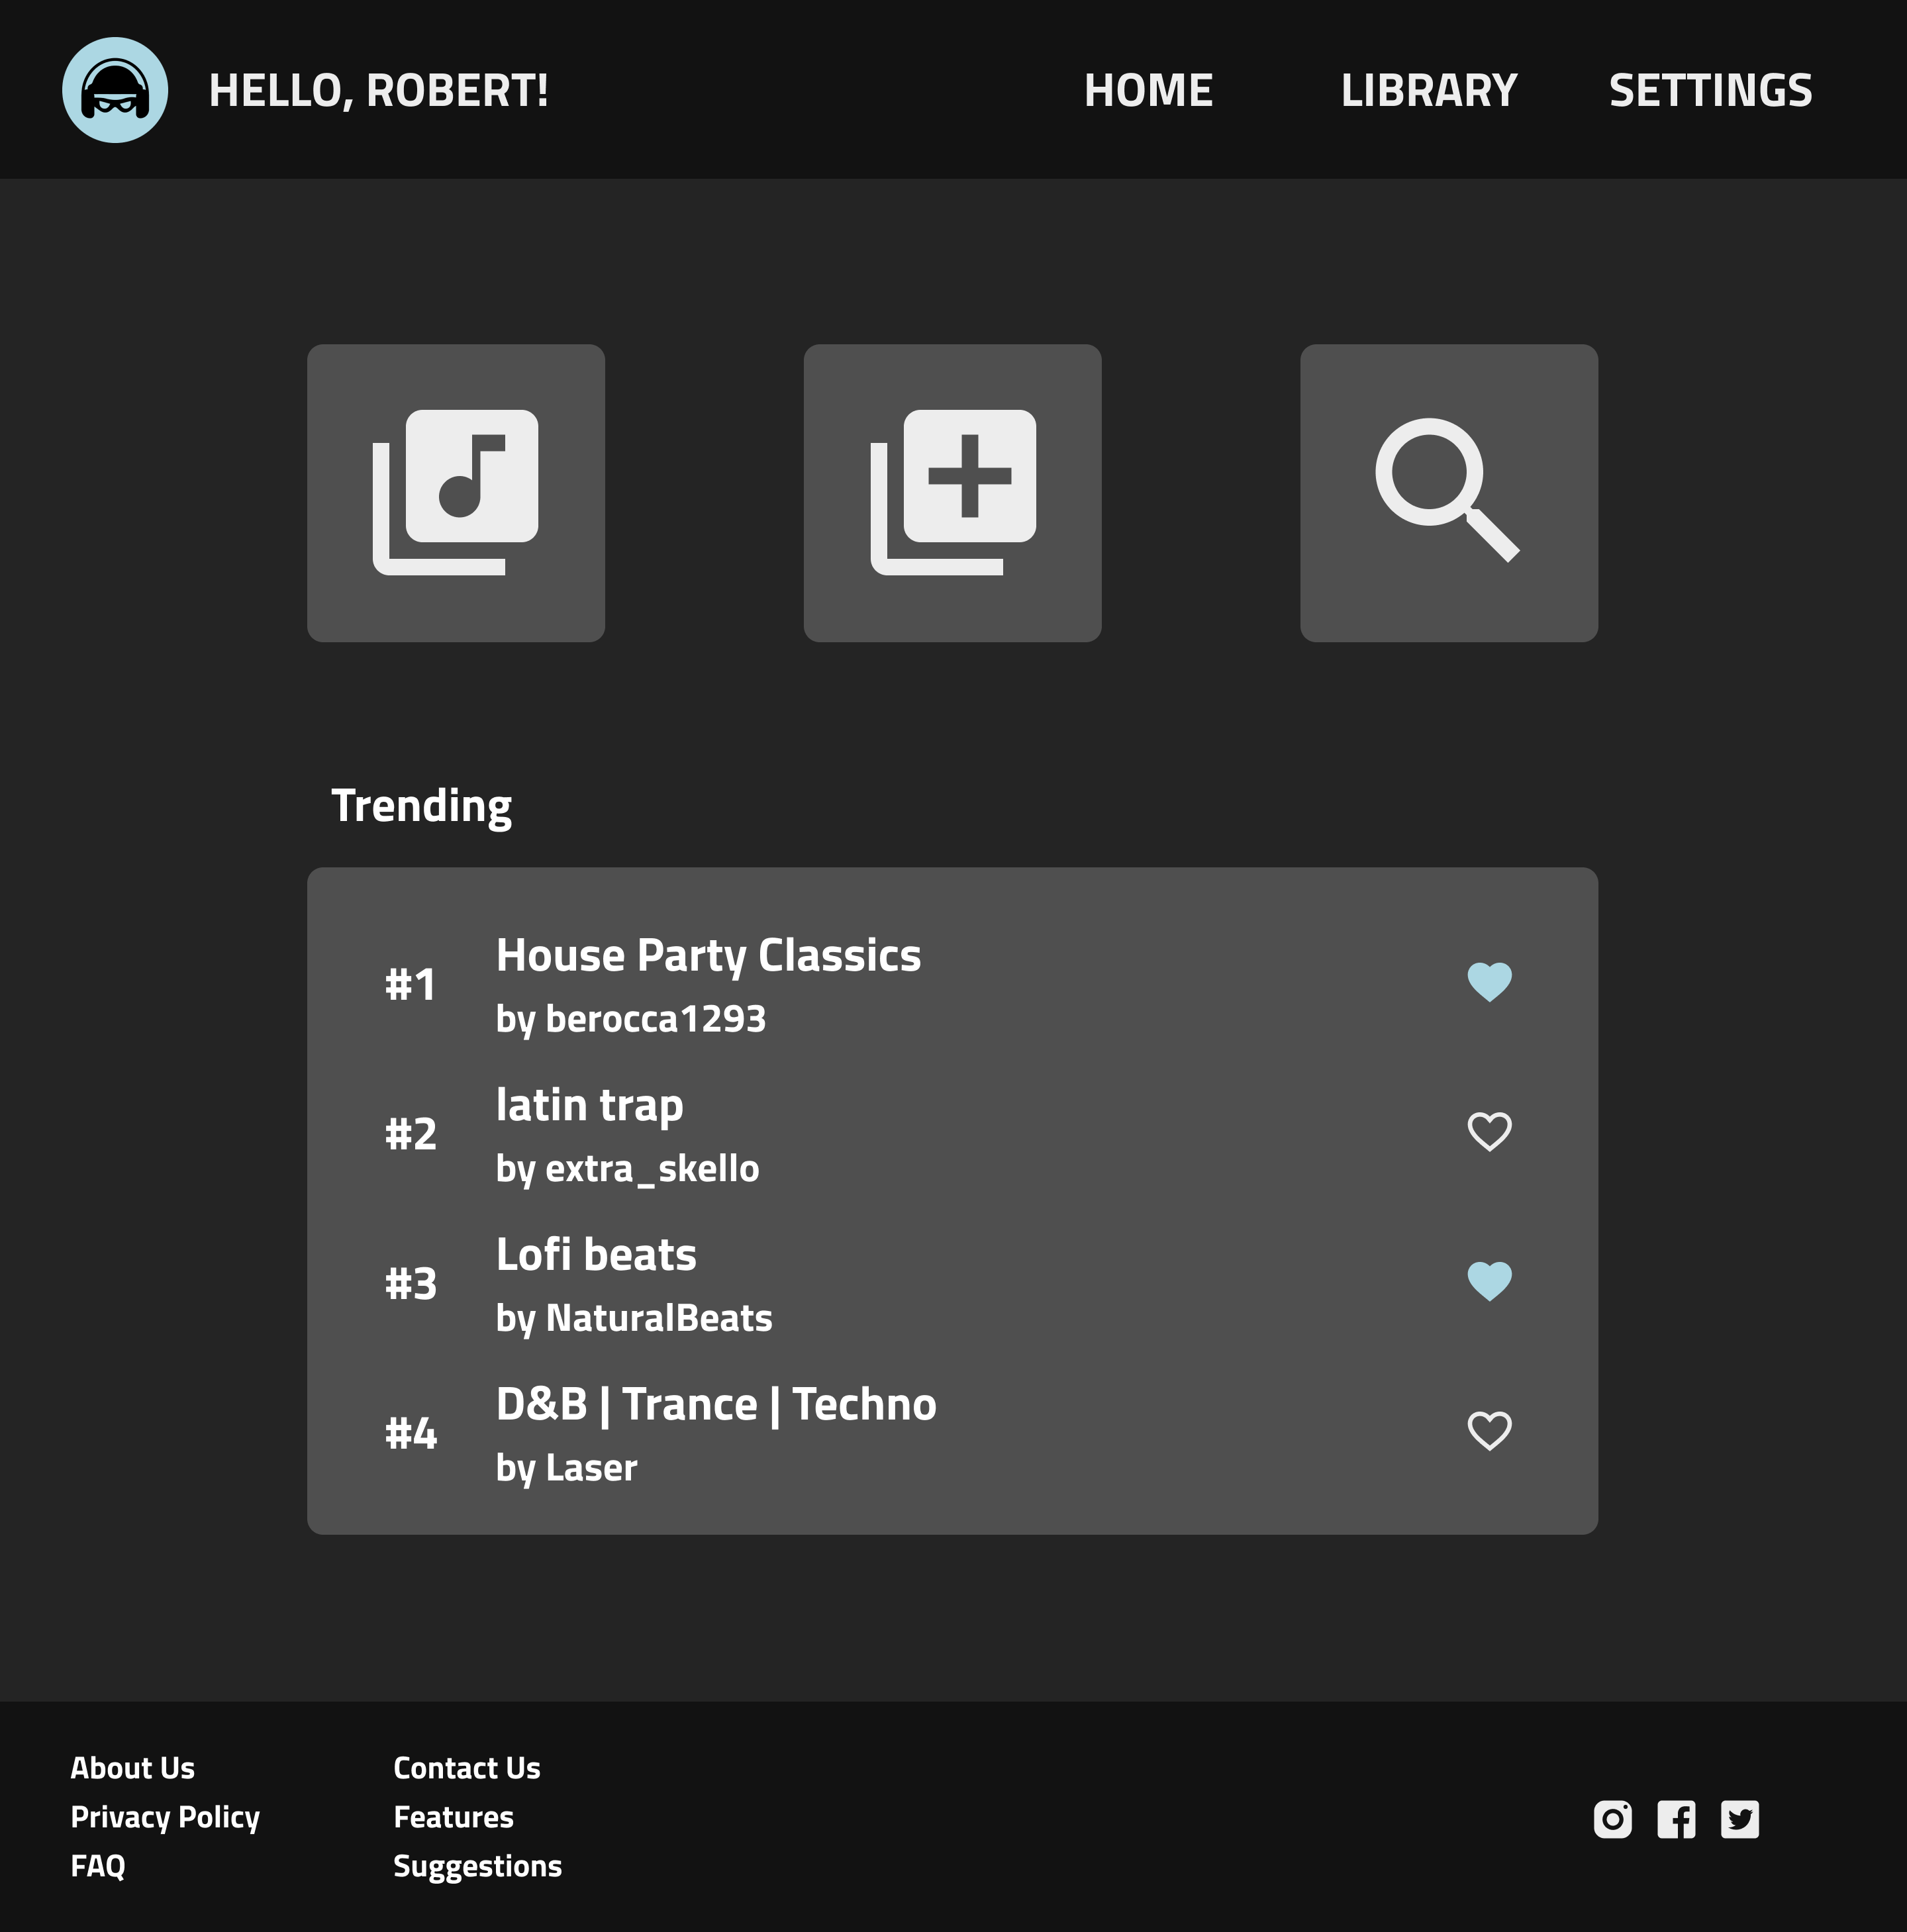 HELLO, ROBERT!
HOME
LIBRARY
SETTINGS
Trending
#1
House Party Classics
by berocca1293
#2
latin trap
by extra_skello
#3
Lofi beats
by NaturalBeats
#4
D&B | Trance | Techno
by Laser
About Us
Privacy Policy
FAQ
Contact Us
Features
Suggestions